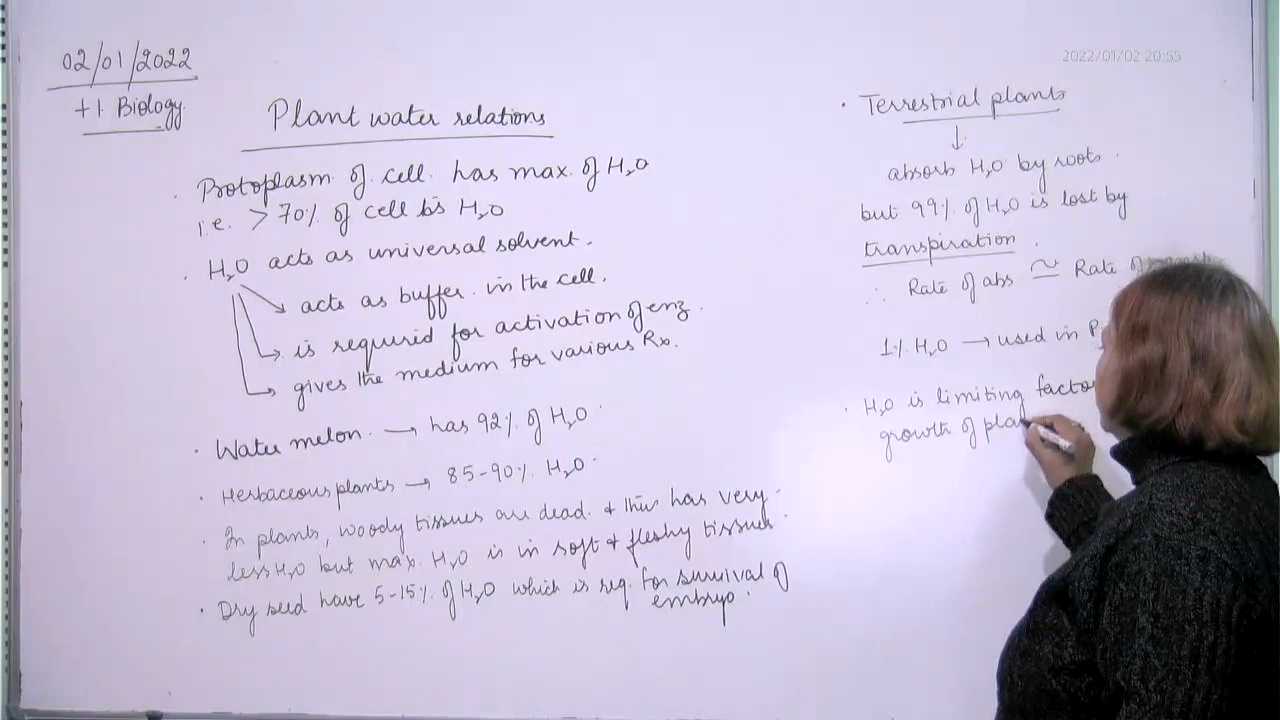 02/01/2022
+1 Biology
Plant water relations
· Protoplasm of cell has max. of H₂O
i.e. > 70% of cell is H₂O
· H₂O acts as universal solvent.
→ acts as buffer in the cell.
→ is required for activation of enz.
→ gives the medium for various Rx.
· Water melon → has 92% of H₂O
· Herbaceous plants → 85-90% H₂O
· In plants, woody tissues are dead & this has very
less H₂O but max. H₂O is in soft & fleshy tissues.
· Dry seed have 5-15% of H₂O which is req. for survival of
embryo.
2022/01/02 20:55
· Terrestrial plants
↓
absorb H₂O by roots.
but 99% of H₂O is lost by
transpiration.
∴ Rate of abs ≅ Rate of
1% H₂O → used in
· H₂O is limiting factor
growth of pla